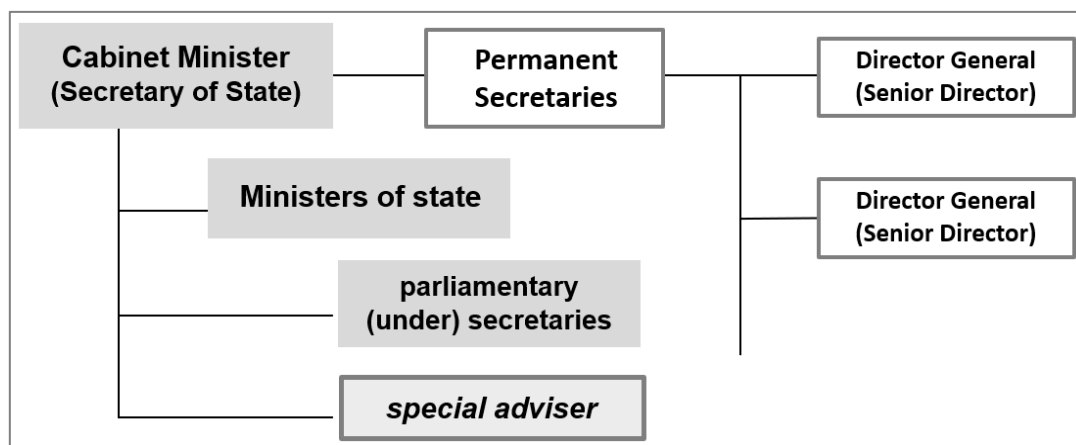 Cabinet Minister
(Secretary of State)
Permanent
Secretaries
Director General
(Senior Director)
Ministers of state
Director General
(Senior Director)
parliamentary
(under) secretaries
special adviser